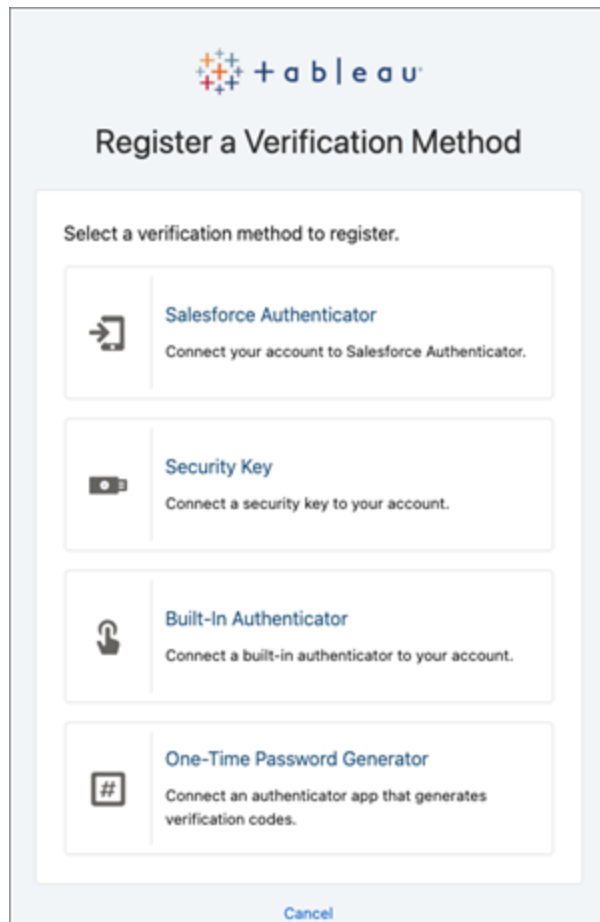 +ableau
Register a Verification Method
Select a verification method to register.
Salesforce Authenticator
Connect your account to Salesforce Authenticator.
Security Key
Connect a security key to your account.
Built-In Authenticator
Connect a built-in authenticator to your account.
One-Time Password Generator
#
Connect an authenticator app that generates
verification codes.
Cancel